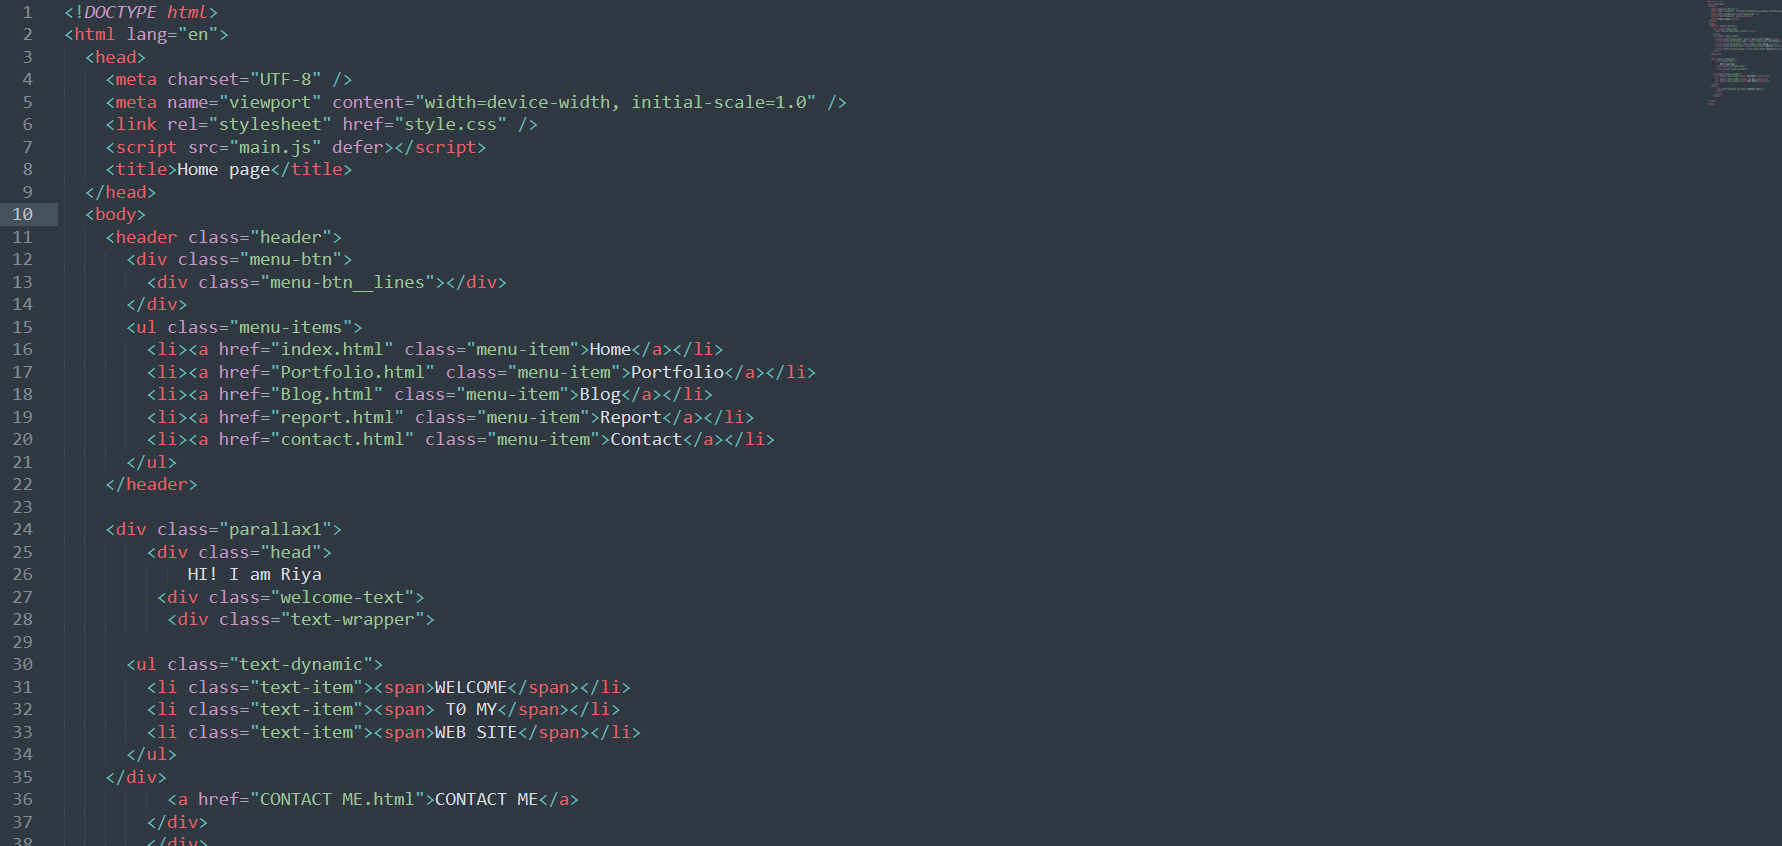 1 <!DOCTYPE html>
2 <html lang="en">
3 <head>
4 <meta charset="UTF-8" />
5 <meta name="viewport" content="width=device-width, initial-scale=1.0" />
6 <link rel="stylesheet" href="style.css" />
7 <script src="main.js" defer></script>
8 <title>Home page</title>
9 </head>
10 <body>
11 <header class="header">
12 <div class="menu-btn">
13 <div class="menu-btn__lines"></div>
14 </div>
15 <ul class="menu-items">
16 <li><a href="index.html" class="menu-item">Home</a></li>
17 <li><a href="Portfolio.html" class="menu-item">Portfolio</a></li>
18 <li><a href="Blog.html" class="menu-item">Blog</a></li>
19 <li><a href="report.html" class="menu-item">Report</a></li>
20 <li><a href="contact.html" class="menu-item">Contact</a></li>
21 </ul>
22 </header>
23
24 <div class="parallax1">
25 <div class="head">
26 HI! I am Riya
27 <div class="welcome-text">
28 <div class="text-wrapper">
29
30 <ul class="text-dynamic">
31 <li class="text-item"><span>WELCOME</span></li>
32 <li class="text-item"><span> T0 MY</span></li>
33 <li class="text-item"><span>WEB SITE</span></li>
34 </ul>
35 </div>
36 <a href="CONTACT ME.html">CONTACT ME</a>
37 </div>
38 </div>